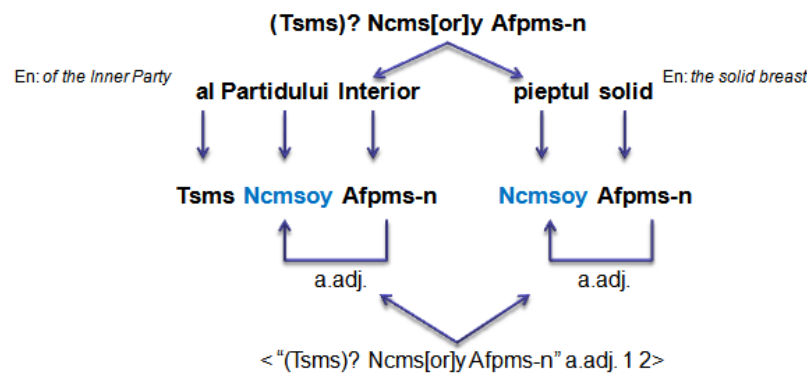 (Tsms)? Ncms[or]y Afpms-n
En: of the Inner Party
al Partidului Interior
pieptul solid
En: the solid breast
Tsms Ncmsoy Afpms-n
Ncmsoy Afpms-n
a.adj.
a.adj.
< “(Tsms)? Ncms[or]y Afpms-n” a.adj. 1 2>